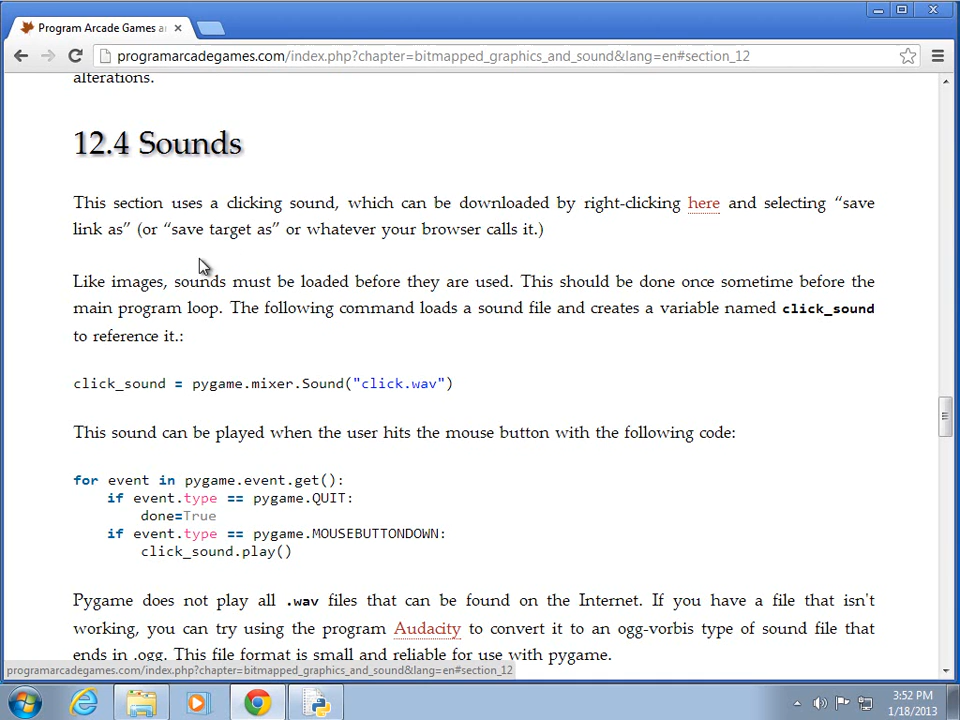 Program Arcade Games a
programarcadegames.com/index.php?chapter=bitmapped_graphics_and_sound&lang=en#section_12
alterations.
12.4 Sounds
This section uses a clicking sound, which can be downloaded by right-clicking here and selecting “save
link as” (or “save target as” or whatever your browser calls it.)
Like images, sounds must be loaded before they are used. This should be done once sometime before the
main program loop. The following command loads a sound file and creates a variable named click_sound
to reference it.:
click_sound = pygame.mixer.Sound("click.wav")
This sound can be played when the user hits the mouse button with the following code:
for event in pygame.event.get():
if event.type == pygame.QUIT:
done=True
if event.type == pygame.MOUSEBUTTONDOWN:
click_sound.play()
Pygame does not play all .wav files that can be found on the Internet. If you have a file that isn't
working, you can try using the program Audacity to convert it to an ogg-vorbis type of sound file that
ends in .ogg. This file format is small and reliable for use with pygame.
programarcadegames.com/index.php?chapter=bitmapped_graphics_and_sound&lang=en#section_12
3:52 PM
1/18/2013